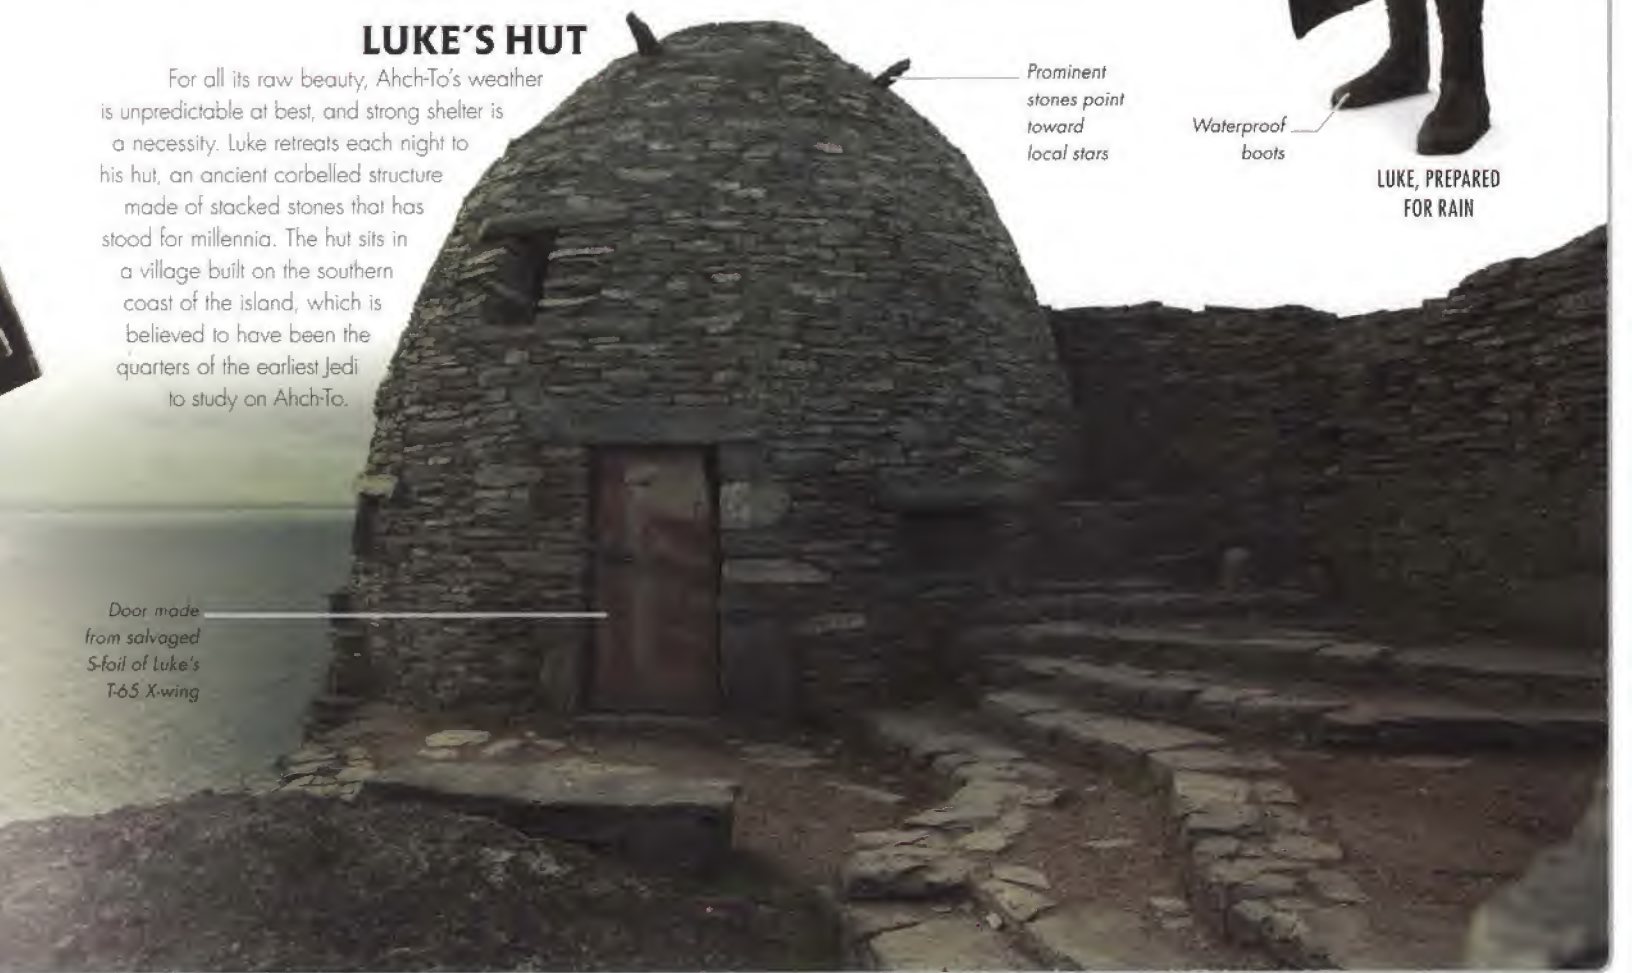 LUKE'S HUT
For all its raw beauty, Ahch-To's weather
is unpredictable at best, and strong shelter is
a necessity. Luke retreats each night to
his hut, an ancient corbelled structure
made of stacked stones that has
stood for millennia. The hut sits in
a village built on the southern
coast of the island, which is
believed to have been the
quarters of the earliest Jedi
to study on Ahch-To.
Prominent
stones point
toward
local stars
Waterproof
boots
LUKE, PREPARED
FOR RAIN
Door made
from salvaged
S-foil of Luke's
T-65 X-wing